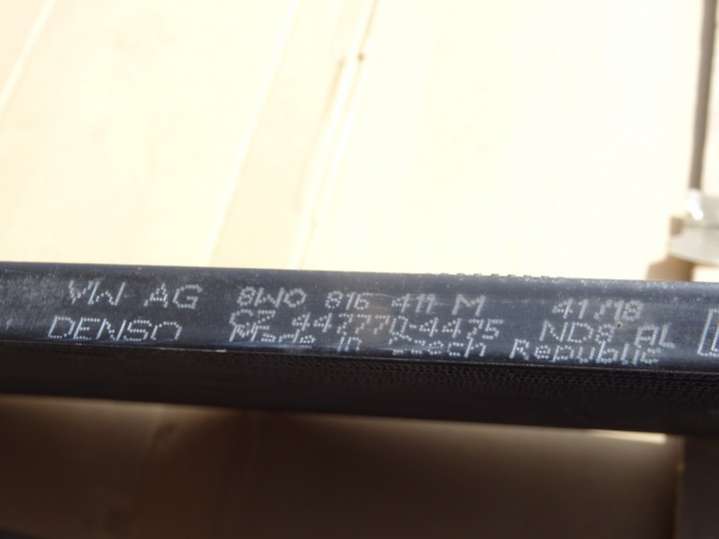 VW AG 8W0 816 411 M 41/18
DENSO CZ 447770-4475 ND8 AL
Made in Czech Republic